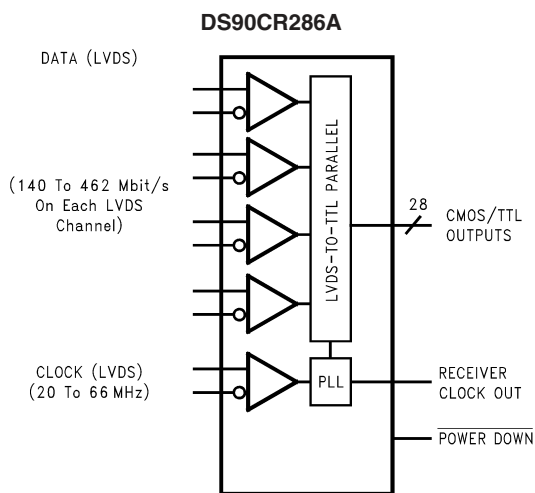 DS90CR286A
DATA (LVDS)
(140 To 462 Mbit/s
On Each LVDS
Channel)
LVDS-TO-TTL PARALLEL
28
CMOS/TTL
OUTPUTS
CLOCK (LVDS)
(20 To 66 MHz)
PLL
RECEIVER
CLOCK OUT
POWER DOWN